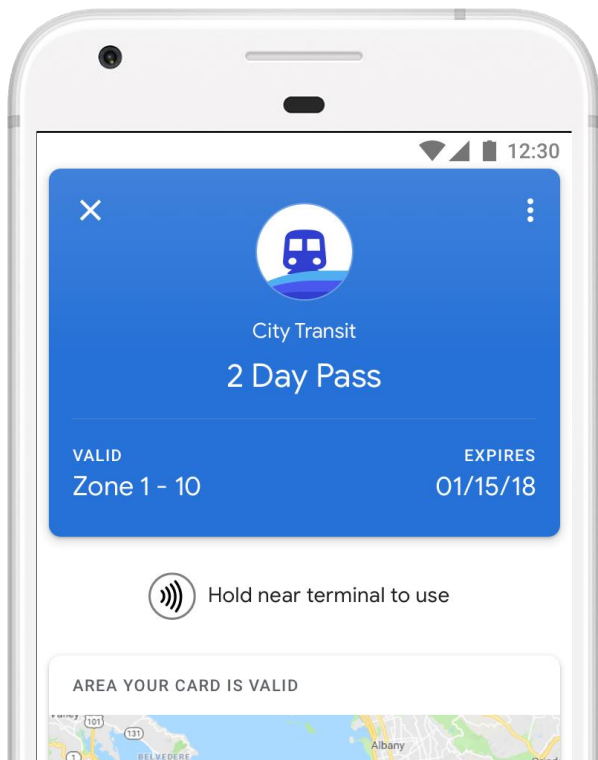 12:30
City Transit
2 Day Pass
VALID
EXPIRES
Zone 1 - 10
01/15/18
Hold near terminal to use
AREA YOUR CARD IS VALID
101
131
Albany
BELVEDERE
1